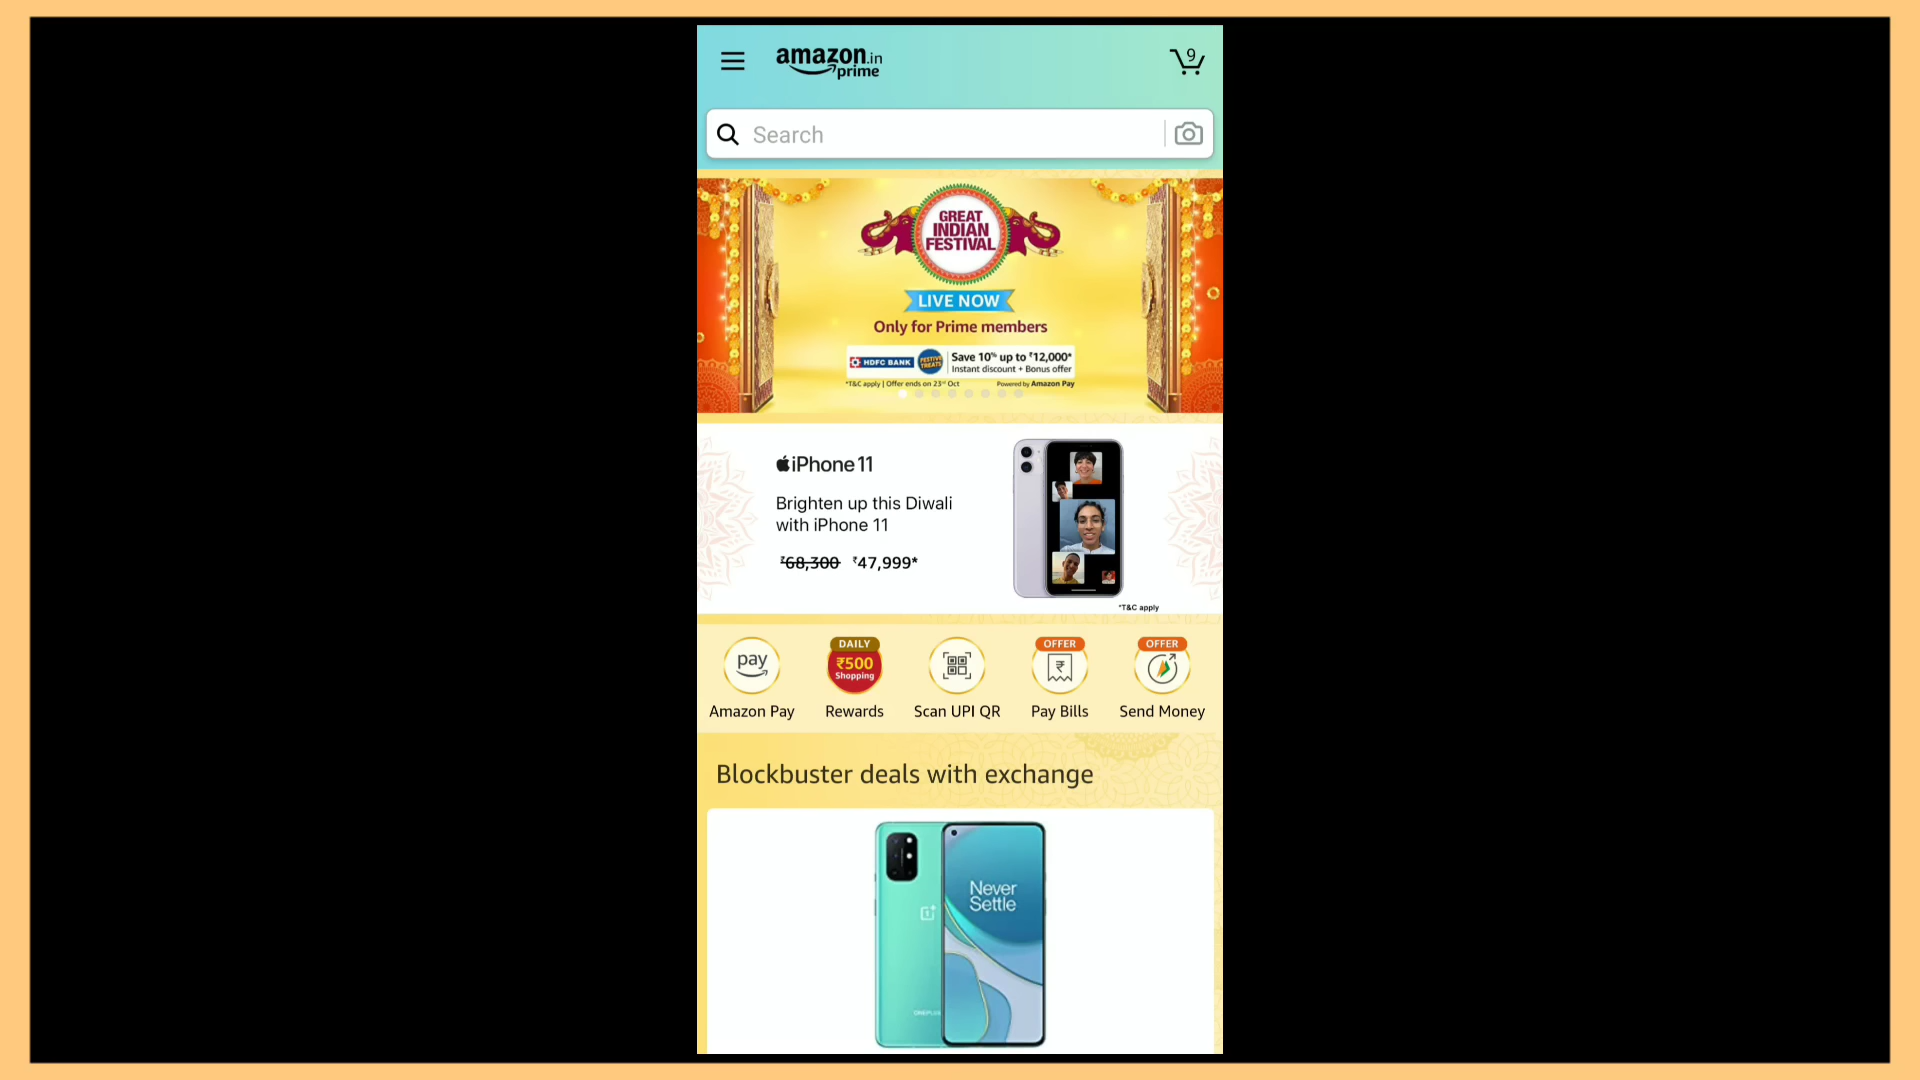 amazon.in
prime
9
Search
GREAT
INDIAN
FESTIVAL
LIVE NOW
Only for Prime members
HDFC BANK
FESTIVE
TREATS
Save 10% up to ₹12,000*
Instant discount + Bonus offer
*T&C apply | Offer ends on 23rd Oct
Powered by Amazon Pay
iPhone 11
Brighten up this Diwali
with iPhone 11
₹68,300 ₹47,999*
*T&C apply
pay
DAILY
₹500
Shopping
OFFER
₹
OFFER
Amazon Pay
Rewards
Scan UPI QR
Pay Bills
Send Money
Blockbuster deals with exchange
Never
Settle
ONEPLUS